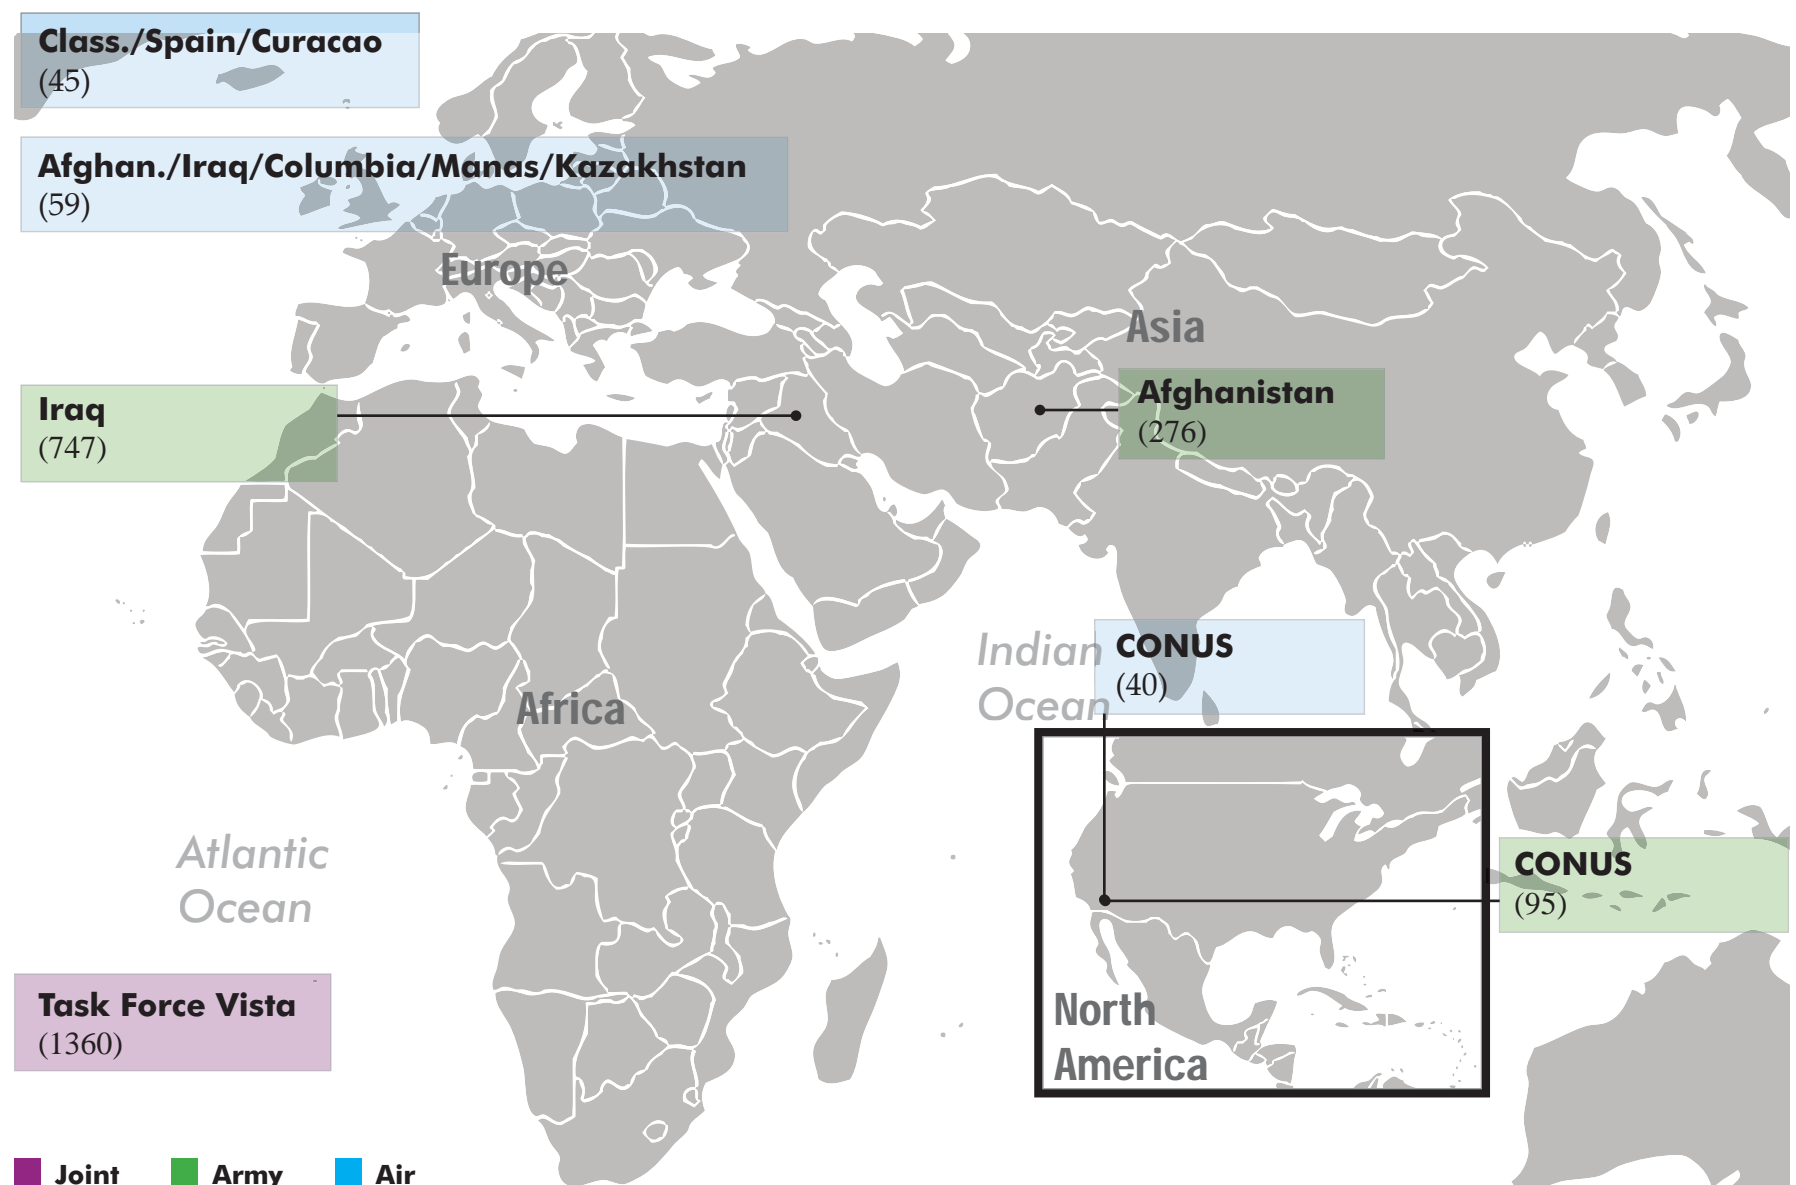 Class./Spain/Curacao
(45)
Afghan./Iraq/Columbia/Manas/Kazakhstan
(59)
Europe
Asia
Iraq
(747)
Afghanistan
(276)
Indian
Ocean
CONUS
(40)
Africa
Atlantic
Ocean
CONUS
(95)
North
America
Task Force Vista
(1360)
Joint
Army
Air